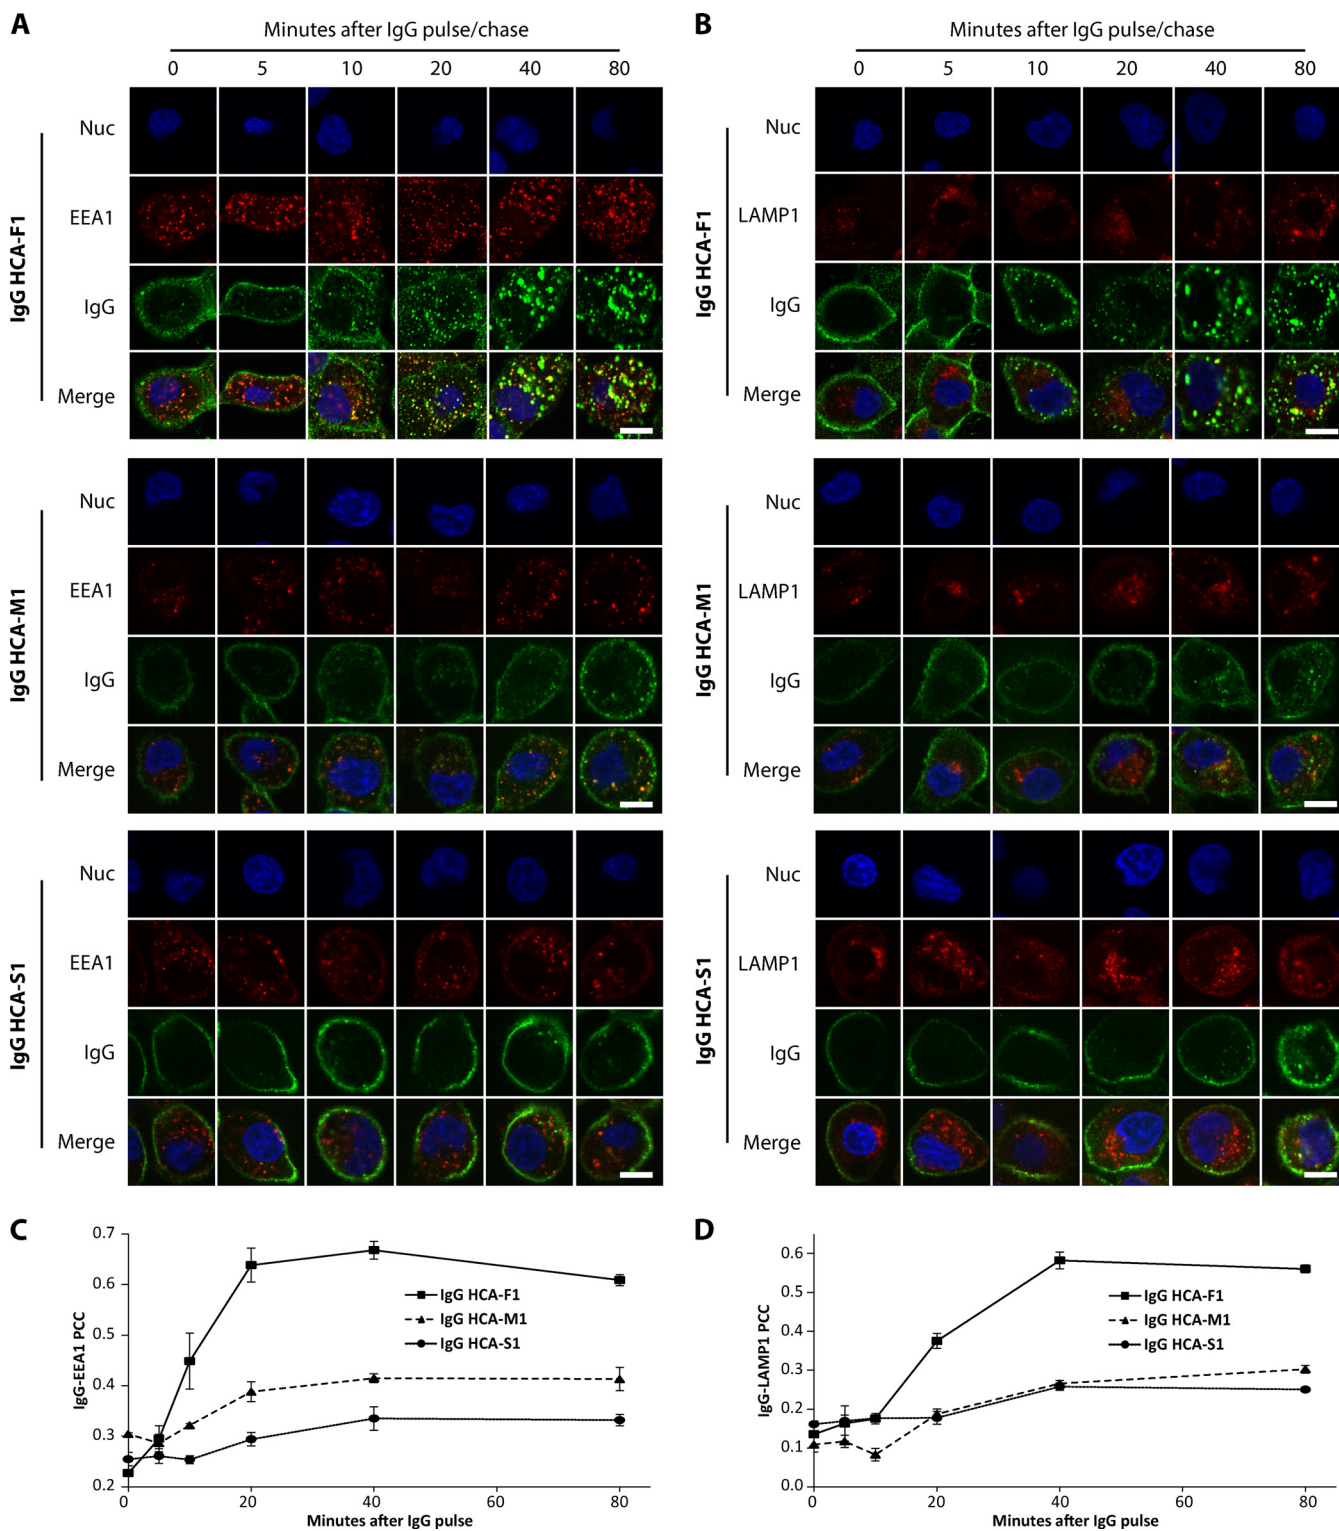 A
Minutes after IgG pulse/chase
0 5 10 20 40 80
IgG HCA-F1
Nuc
EEA1
IgG
Merge
IgG HCA-M1
Nuc
EEA1
IgG
Merge
IgG HCA-S1
Nuc
EEA1
IgG
Merge
B
Minutes after IgG pulse/chase
0 5 10 20 40 80
IgG HCA-F1
Nuc
LAMP1
IgG
Merge
IgG HCA-M1
Nuc
LAMP1
IgG
Merge
IgG HCA-S1
Nuc
LAMP1
IgG
Merge
C
IgG-EEA1 PCC
0.7
0.6
0.5
0.4
0.3
0.2
IgG HCA-F1
IgG HCA-M1
IgG HCA-S1
0 20 40 60 80
Minutes after IgG pulse
D
IgG-LAMP1 PCC
0.6
0.5
0.4
0.3
0.2
0.1
0.0
IgG HCA-F1
IgG HCA-M1
IgG HCA-S1
0 20 40 60 80
Minutes after IgG pulse